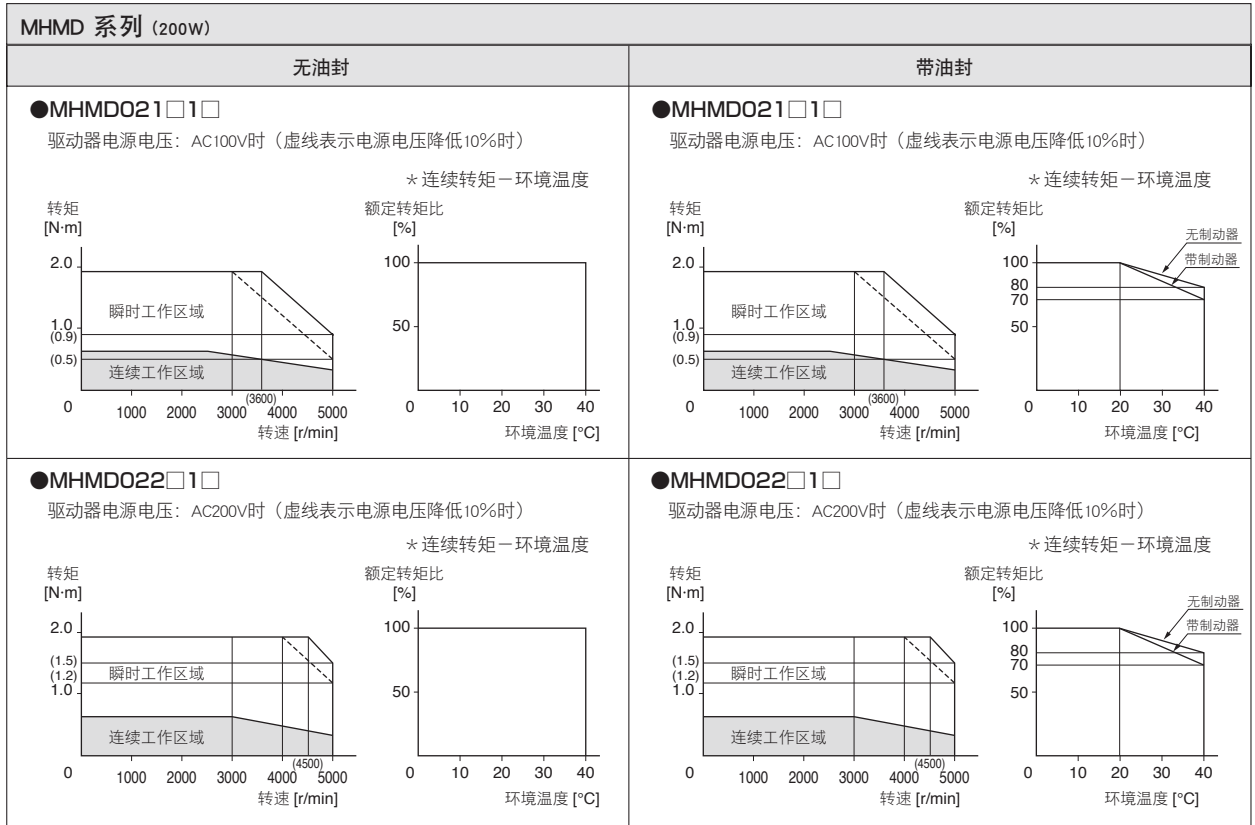 MHMD 系列 (200W)
无油封
带油封
●MHMD021□1□
驱动器电源电压：AC100V时（虚线表示电源电压降低10%时）
＊连续转矩－环境温度
转矩
[N·m]
2.0
1.0
(0.9)
(0.5)
瞬时工作区域
连续工作区域
0 1000 2000 3000 (3600) 4000 5000
转速 [r/min]
额定转矩比
[%]
100
50
0 10 20 30 40
环境温度 [°C]
●MHMD021□1□
驱动器电源电压：AC100V时（虚线表示电源电压降低10%时）
＊连续转矩－环境温度
转矩
[N·m]
2.0
1.0
(0.9)
(0.5)
瞬时工作区域
连续工作区域
0 1000 2000 3000 (3600) 4000 5000
转速 [r/min]
额定转矩比
[%]
无制动器
带制动器
100
80
70
50
0 10 20 30 40
环境温度 [°C]
●MHMD022□1□
驱动器电源电压：AC200V时（虚线表示电源电压降低10%时）
＊连续转矩－环境温度
转矩
[N·m]
2.0
(1.5)
(1.2)
1.0
瞬时工作区域
连续工作区域
0 1000 2000 3000 4000 (4500) 5000
转速 [r/min]
额定转矩比
[%]
100
50
0 10 20 30 40
环境温度 [°C]
●MHMD022□1□
驱动器电源电压：AC200V时（虚线表示电源电压降低10%时）
＊连续转矩－环境温度
转矩
[N·m]
2.0
(1.5)
(1.2)
1.0
瞬时工作区域
连续工作区域
0 1000 2000 3000 4000 (4500) 5000
转速 [r/min]
额定转矩比
[%]
无制动器
带制动器
100
80
70
50
0 10 20 30 40
环境温度 [°C]